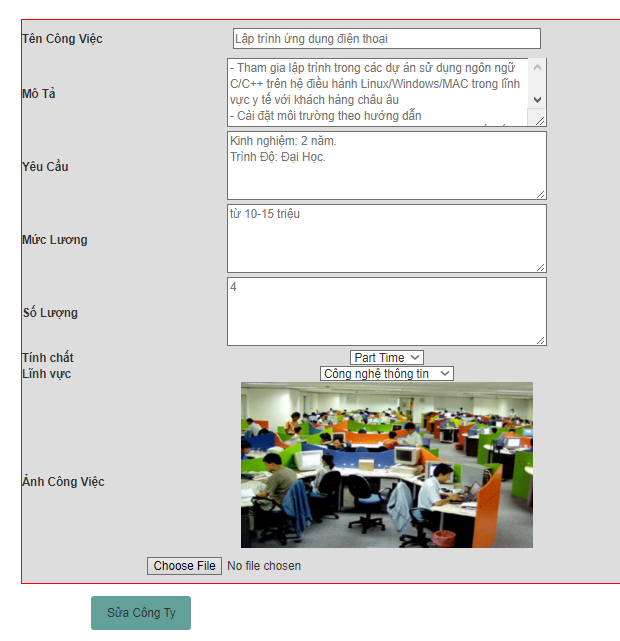 Tên Công Việc
Lập trình ứng dụng điện thoại
Mô Tả
- Tham gia lập trình trong các dự án sử dụng ngôn ngữ
C/C++ trên hệ điều hành Linux/Windows/MAC trong lĩnh
vực y tế với khách hàng châu âu
- Cài đặt môi trường theo hướng dẫn
Yêu Cầu
Kinh nghiệm: 2 năm.
Trình Độ: Đại Học.
Mức Lương
từ 10-15 triệu
Số Lượng
4
Tính chất
Part Time
Lĩnh vực
Công nghệ thông tin
Ảnh Công Việc
Choose File No file chosen
Sửa Công Ty